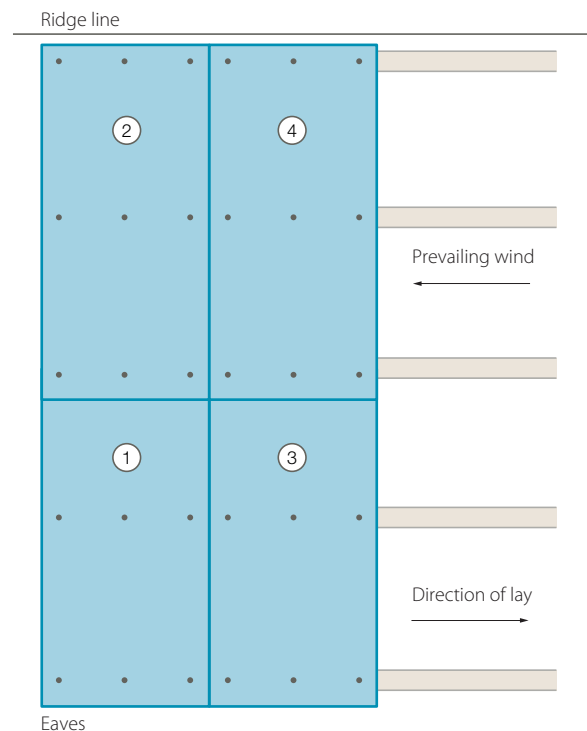 Ridge line
2
4
Prevailing wind
1
3
Direction of lay
Eaves